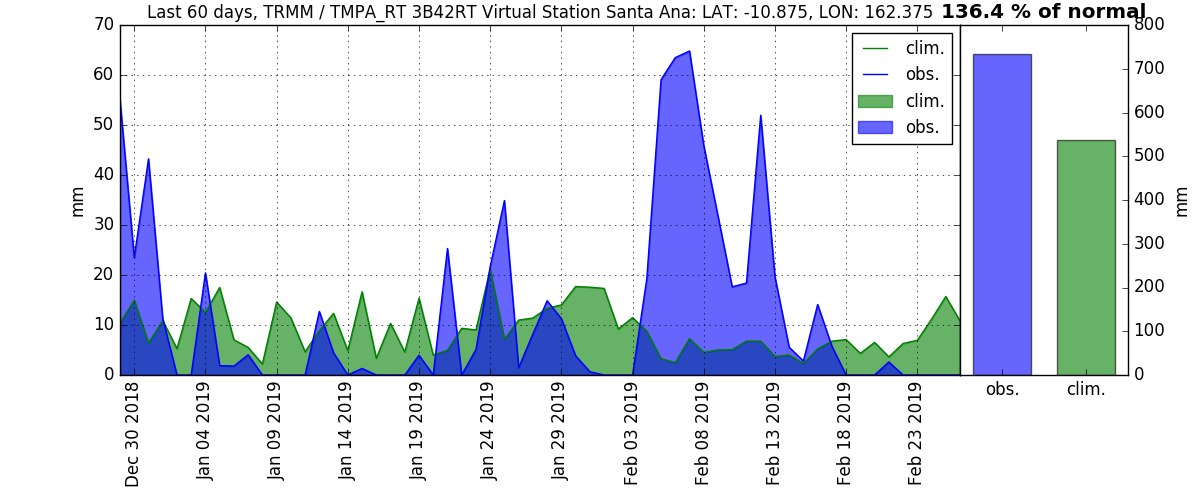 Last 60 days, TRMM / TMPA_RT 3B42RT Virtual Station Santa Ana: LAT: -10.875, LON: 162.375 136.4 % of normal
70
60
50
40
30
20
10
0
mm
clim.
obs.
clim.
obs.
Dec 30 2018
Jan 04 2019
Jan 09 2019
Jan 14 2019
Jan 19 2019
Jan 24 2019
Jan 29 2019
Feb 03 2019
Feb 08 2019
Feb 13 2019
Feb 18 2019
Feb 23 2019
800
700
600
500
400
300
200
100
0
mm
obs. clim.